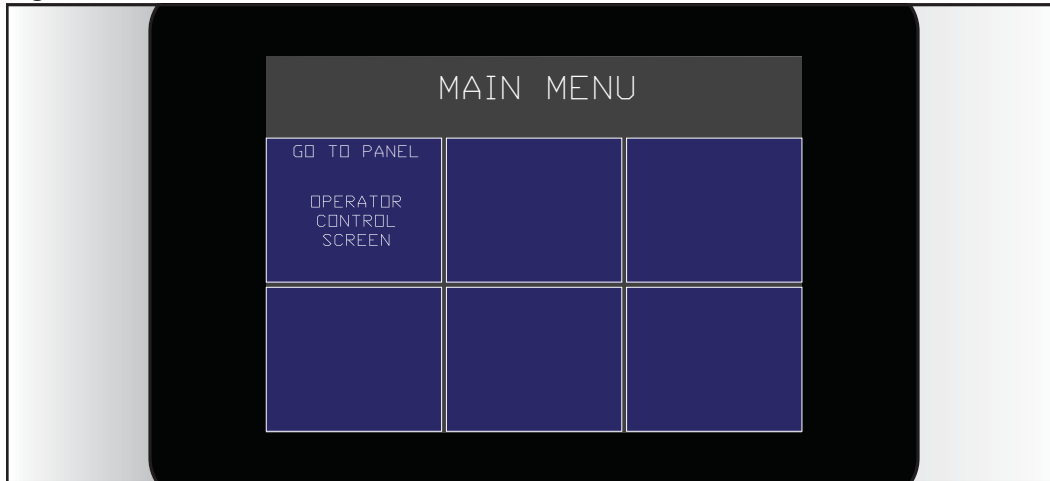 MAIN MENU
GO TO PANEL
OPERATOR
CONTROL
SCREEN